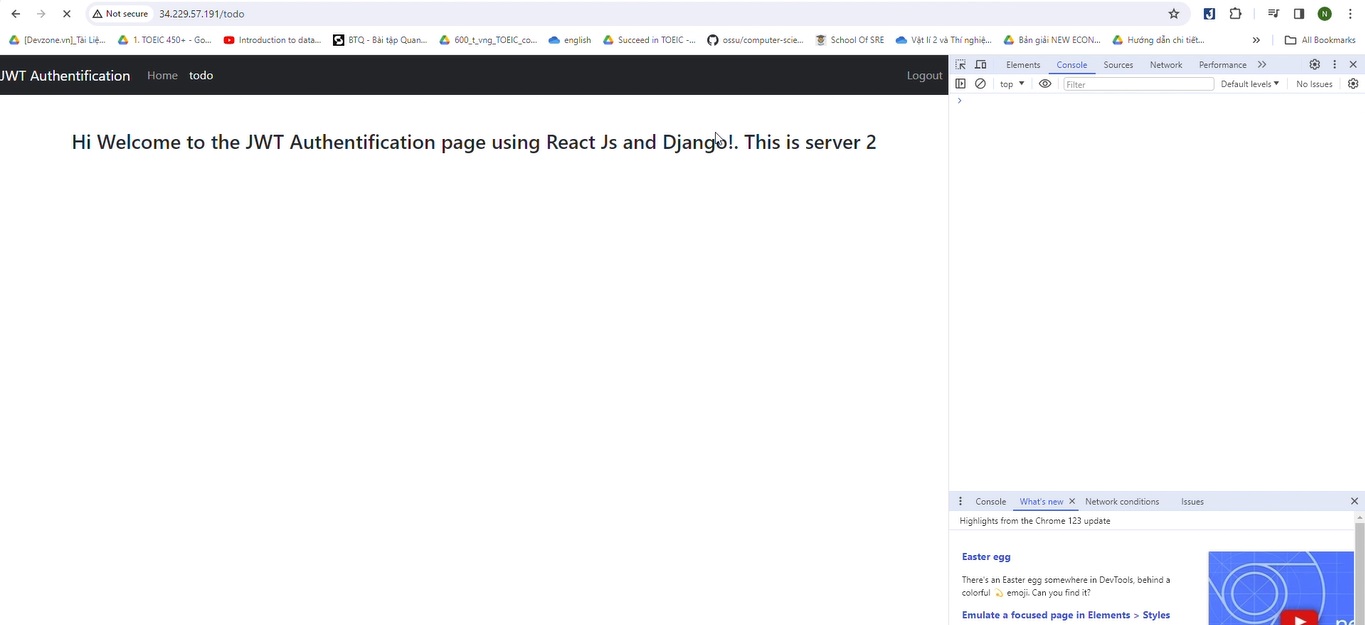 Not secure 34.229.57.191/todo N
[Devzone.vn]_Tài Liệ... 1. TOEIC 450+ - Go... Introduction to data... BTQ - Bài tập Quan... 600_t_vng_TOEIC_co... english Succeed in TOEIC -... ossu/computer-scie... School Of SRE Vật lí 2 và Thí nghiệ... Bản giải NEW ECON... Hướng dẫn chi tiết... » All Bookmarks
JWT Authentification Home todo Logout
Elements Console Sources Network Performance »
top Filter Default levels No Issues
Hi Welcome to the JWT Authentification page using React Js and Django!. This is server 2
Console What's new Network conditions Issues
Highlights from the Chrome 123 update
Easter egg
There's an Easter egg somewhere in DevTools, behind a
colorful 💫 emoji. Can you find it?
Emulate a focused page in Elements > Styles